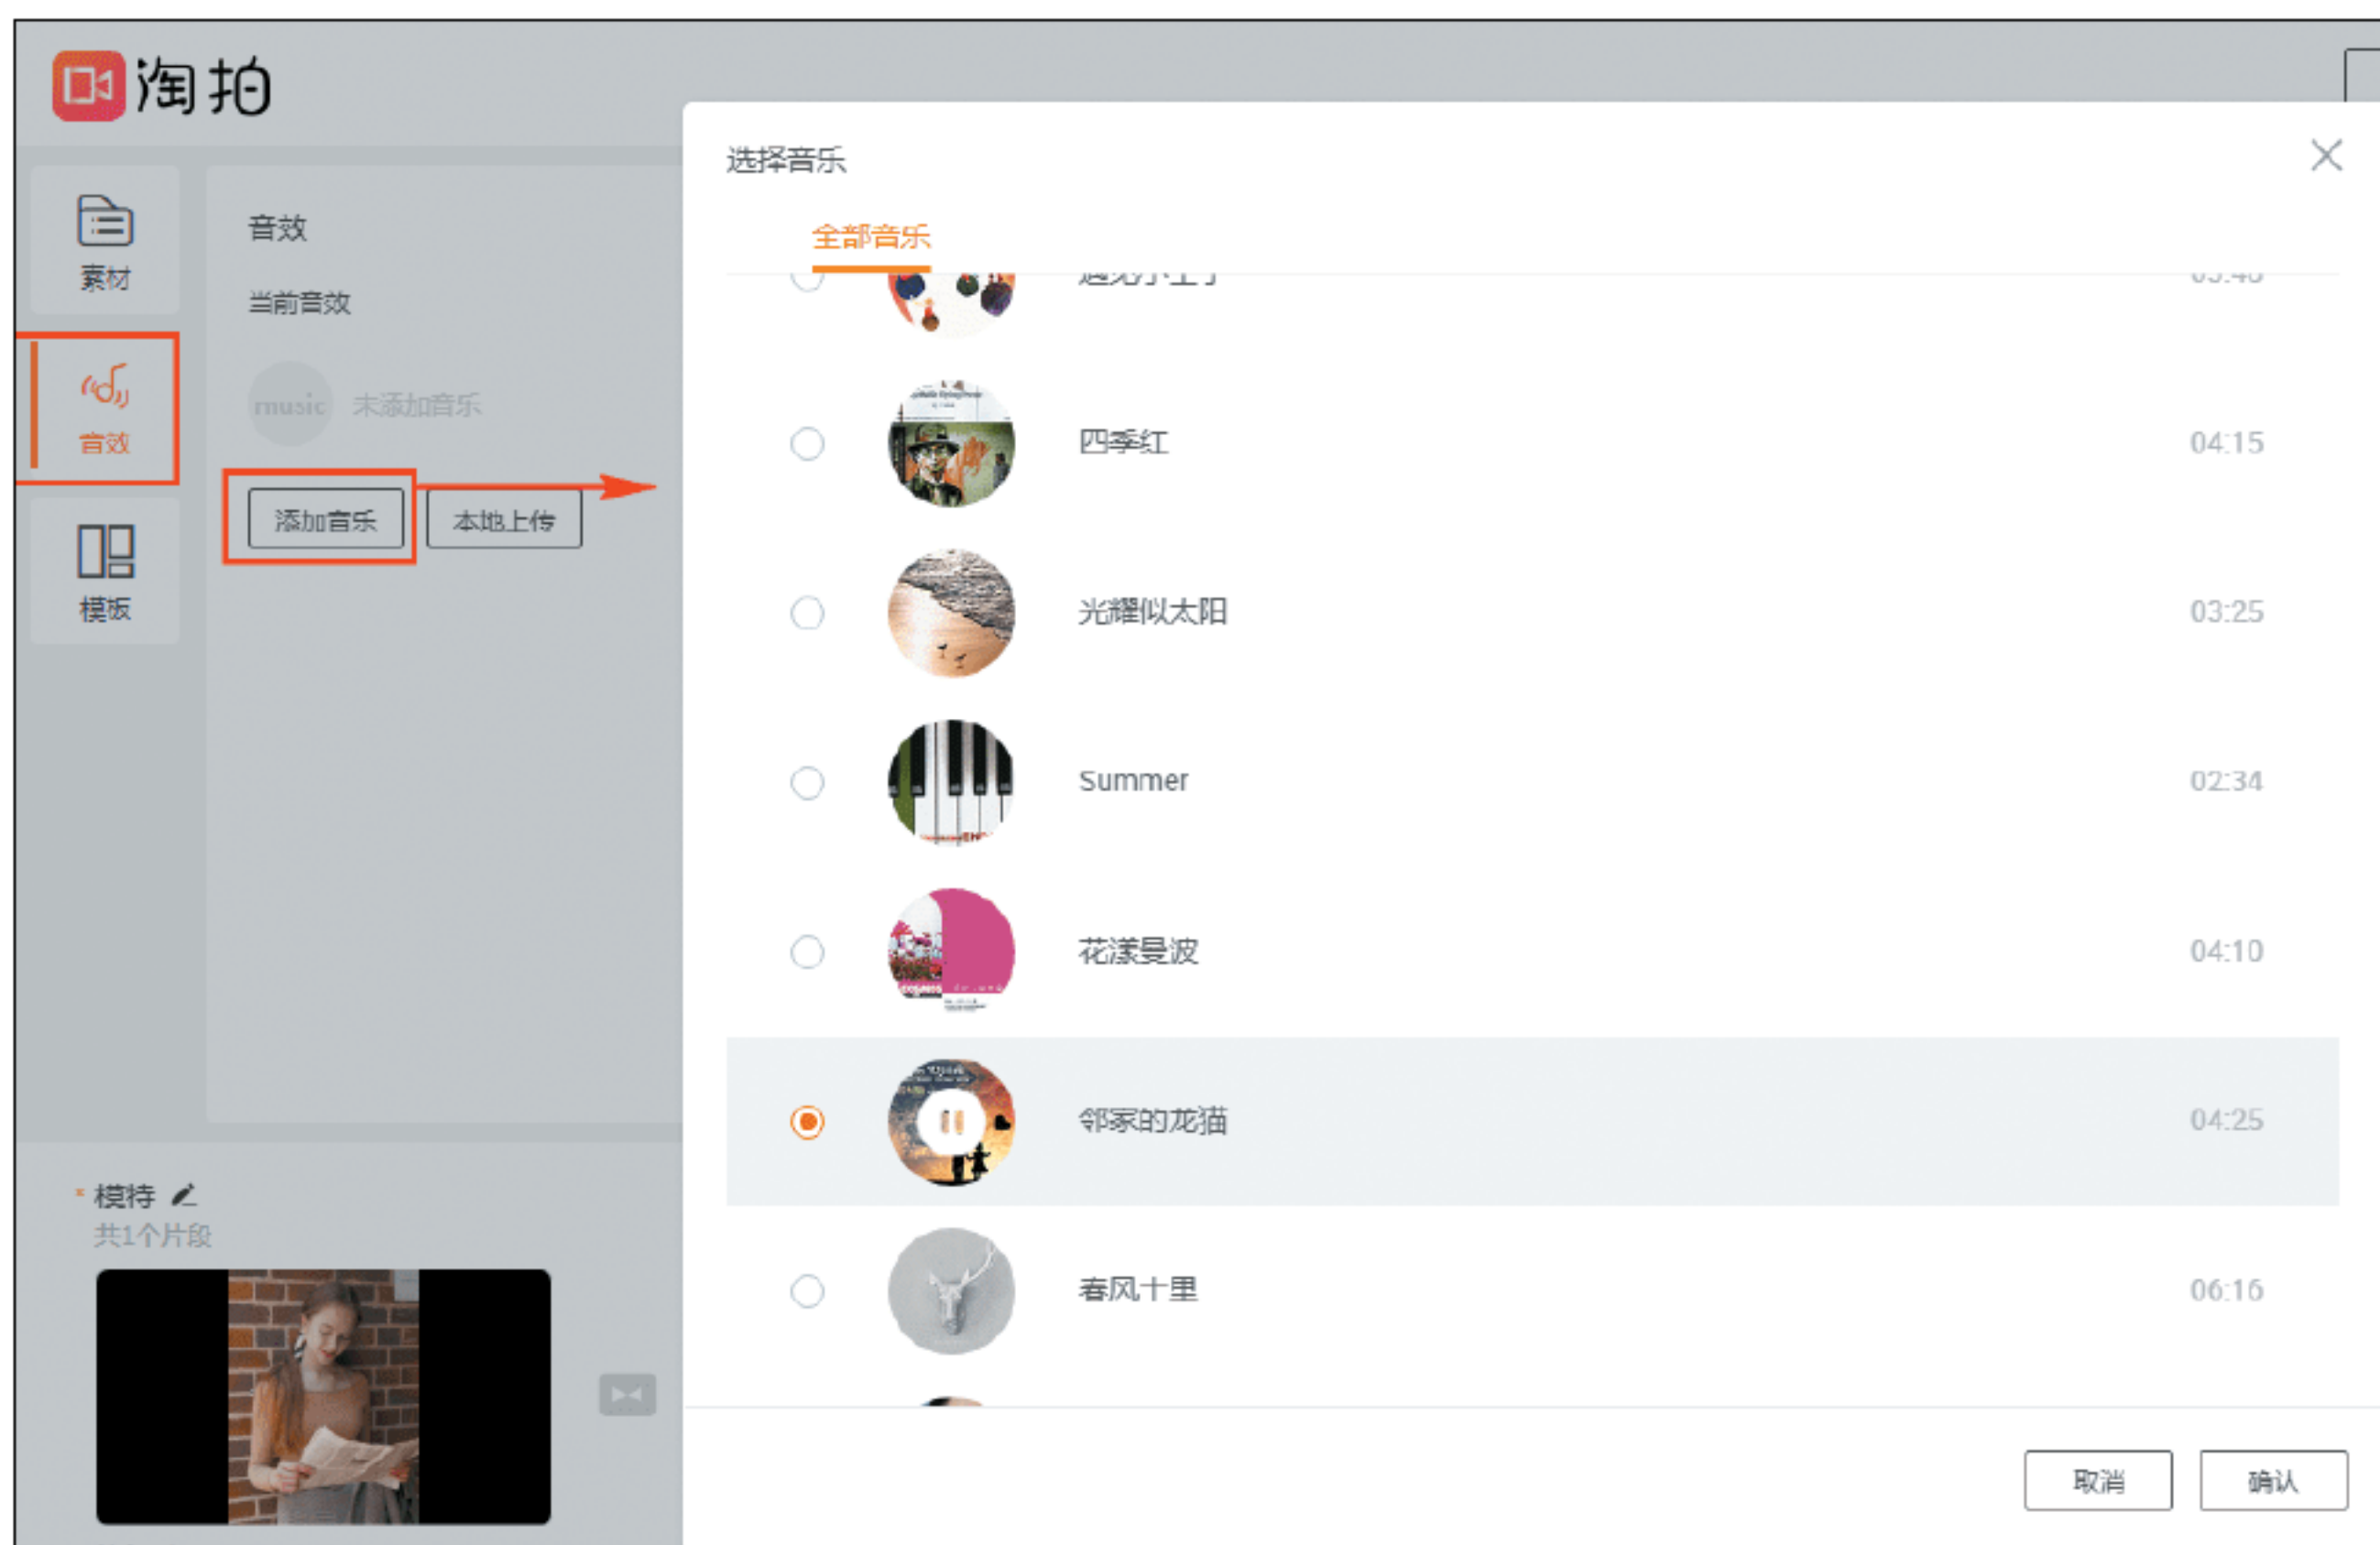 淘拍
素材
音效
模板
音效
当前音效
music 未添加音乐
添加音乐 本地上传
* 模特
共1个片段
选择音乐
全部音乐
四季红 04:15
光耀似太阳 03:25
Summer 02:34
花漾曼波 04:10
邻家的龙猫 04:25
春风十里 06:16
取消 确认